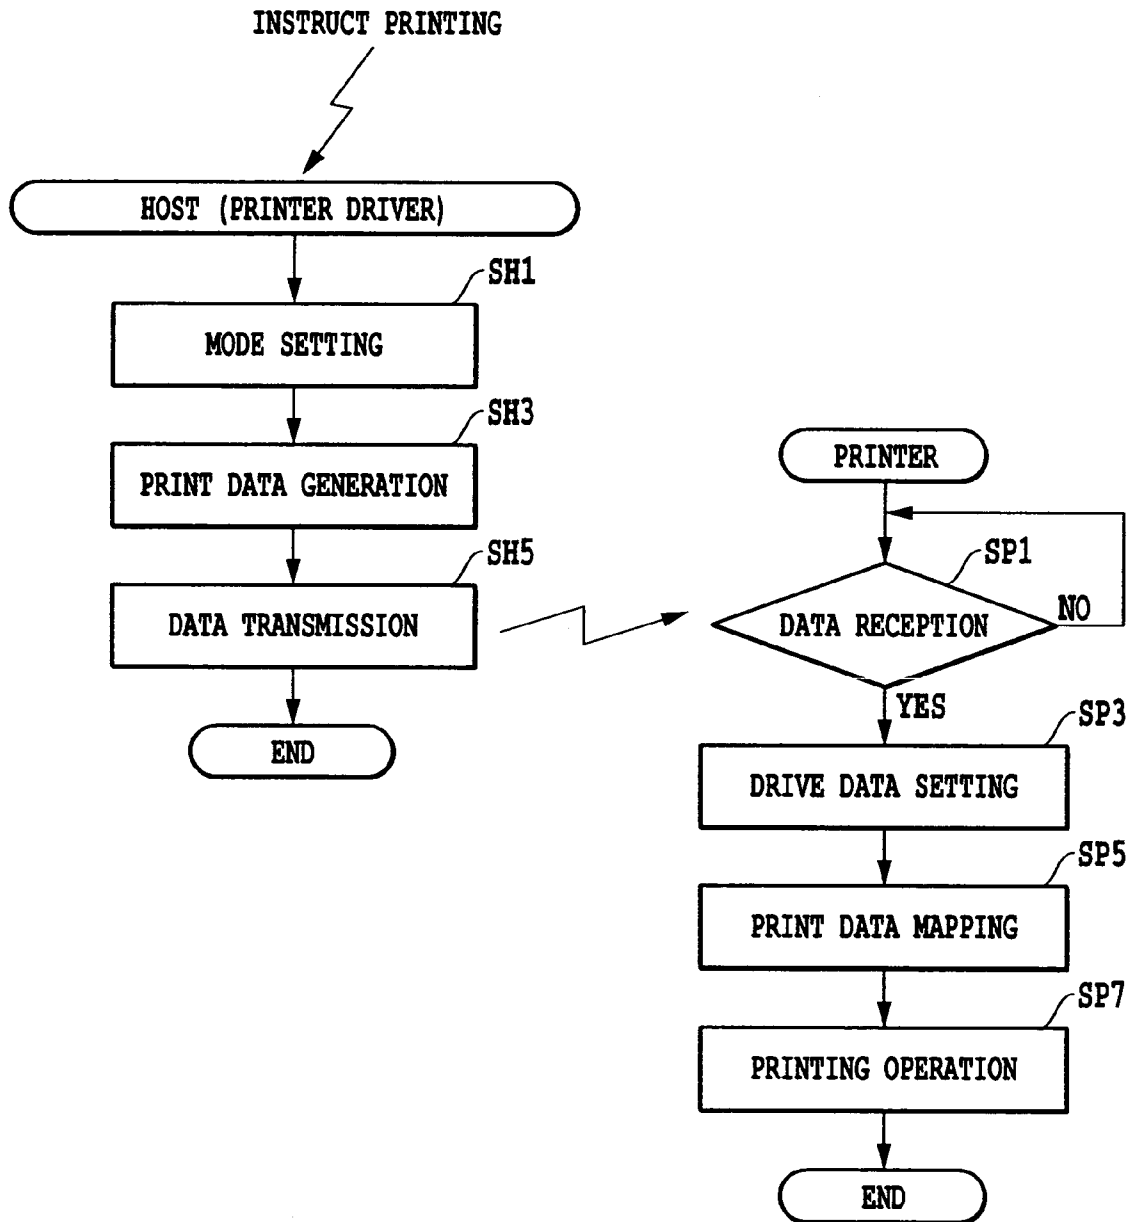 INSTRUCT PRINTING
HOST (PRINTER DRIVER)
SH1
MODE SETTING
SH3
PRINT DATA GENERATION
SH5
DATA TRANSMISSION
END
PRINTER
SP1
DATA RECEPTION
NO
YES
SP3
DRIVE DATA SETTING
SP5
PRINT DATA MAPPING
SP7
PRINTING OPERATION
END